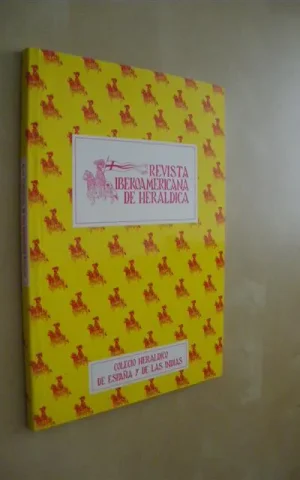 REVISTA
IBEROAMERICANA
DE HERALDICA
COLEGIO HERALDICO
DE ESPAÑA Y DE LAS INDIAS